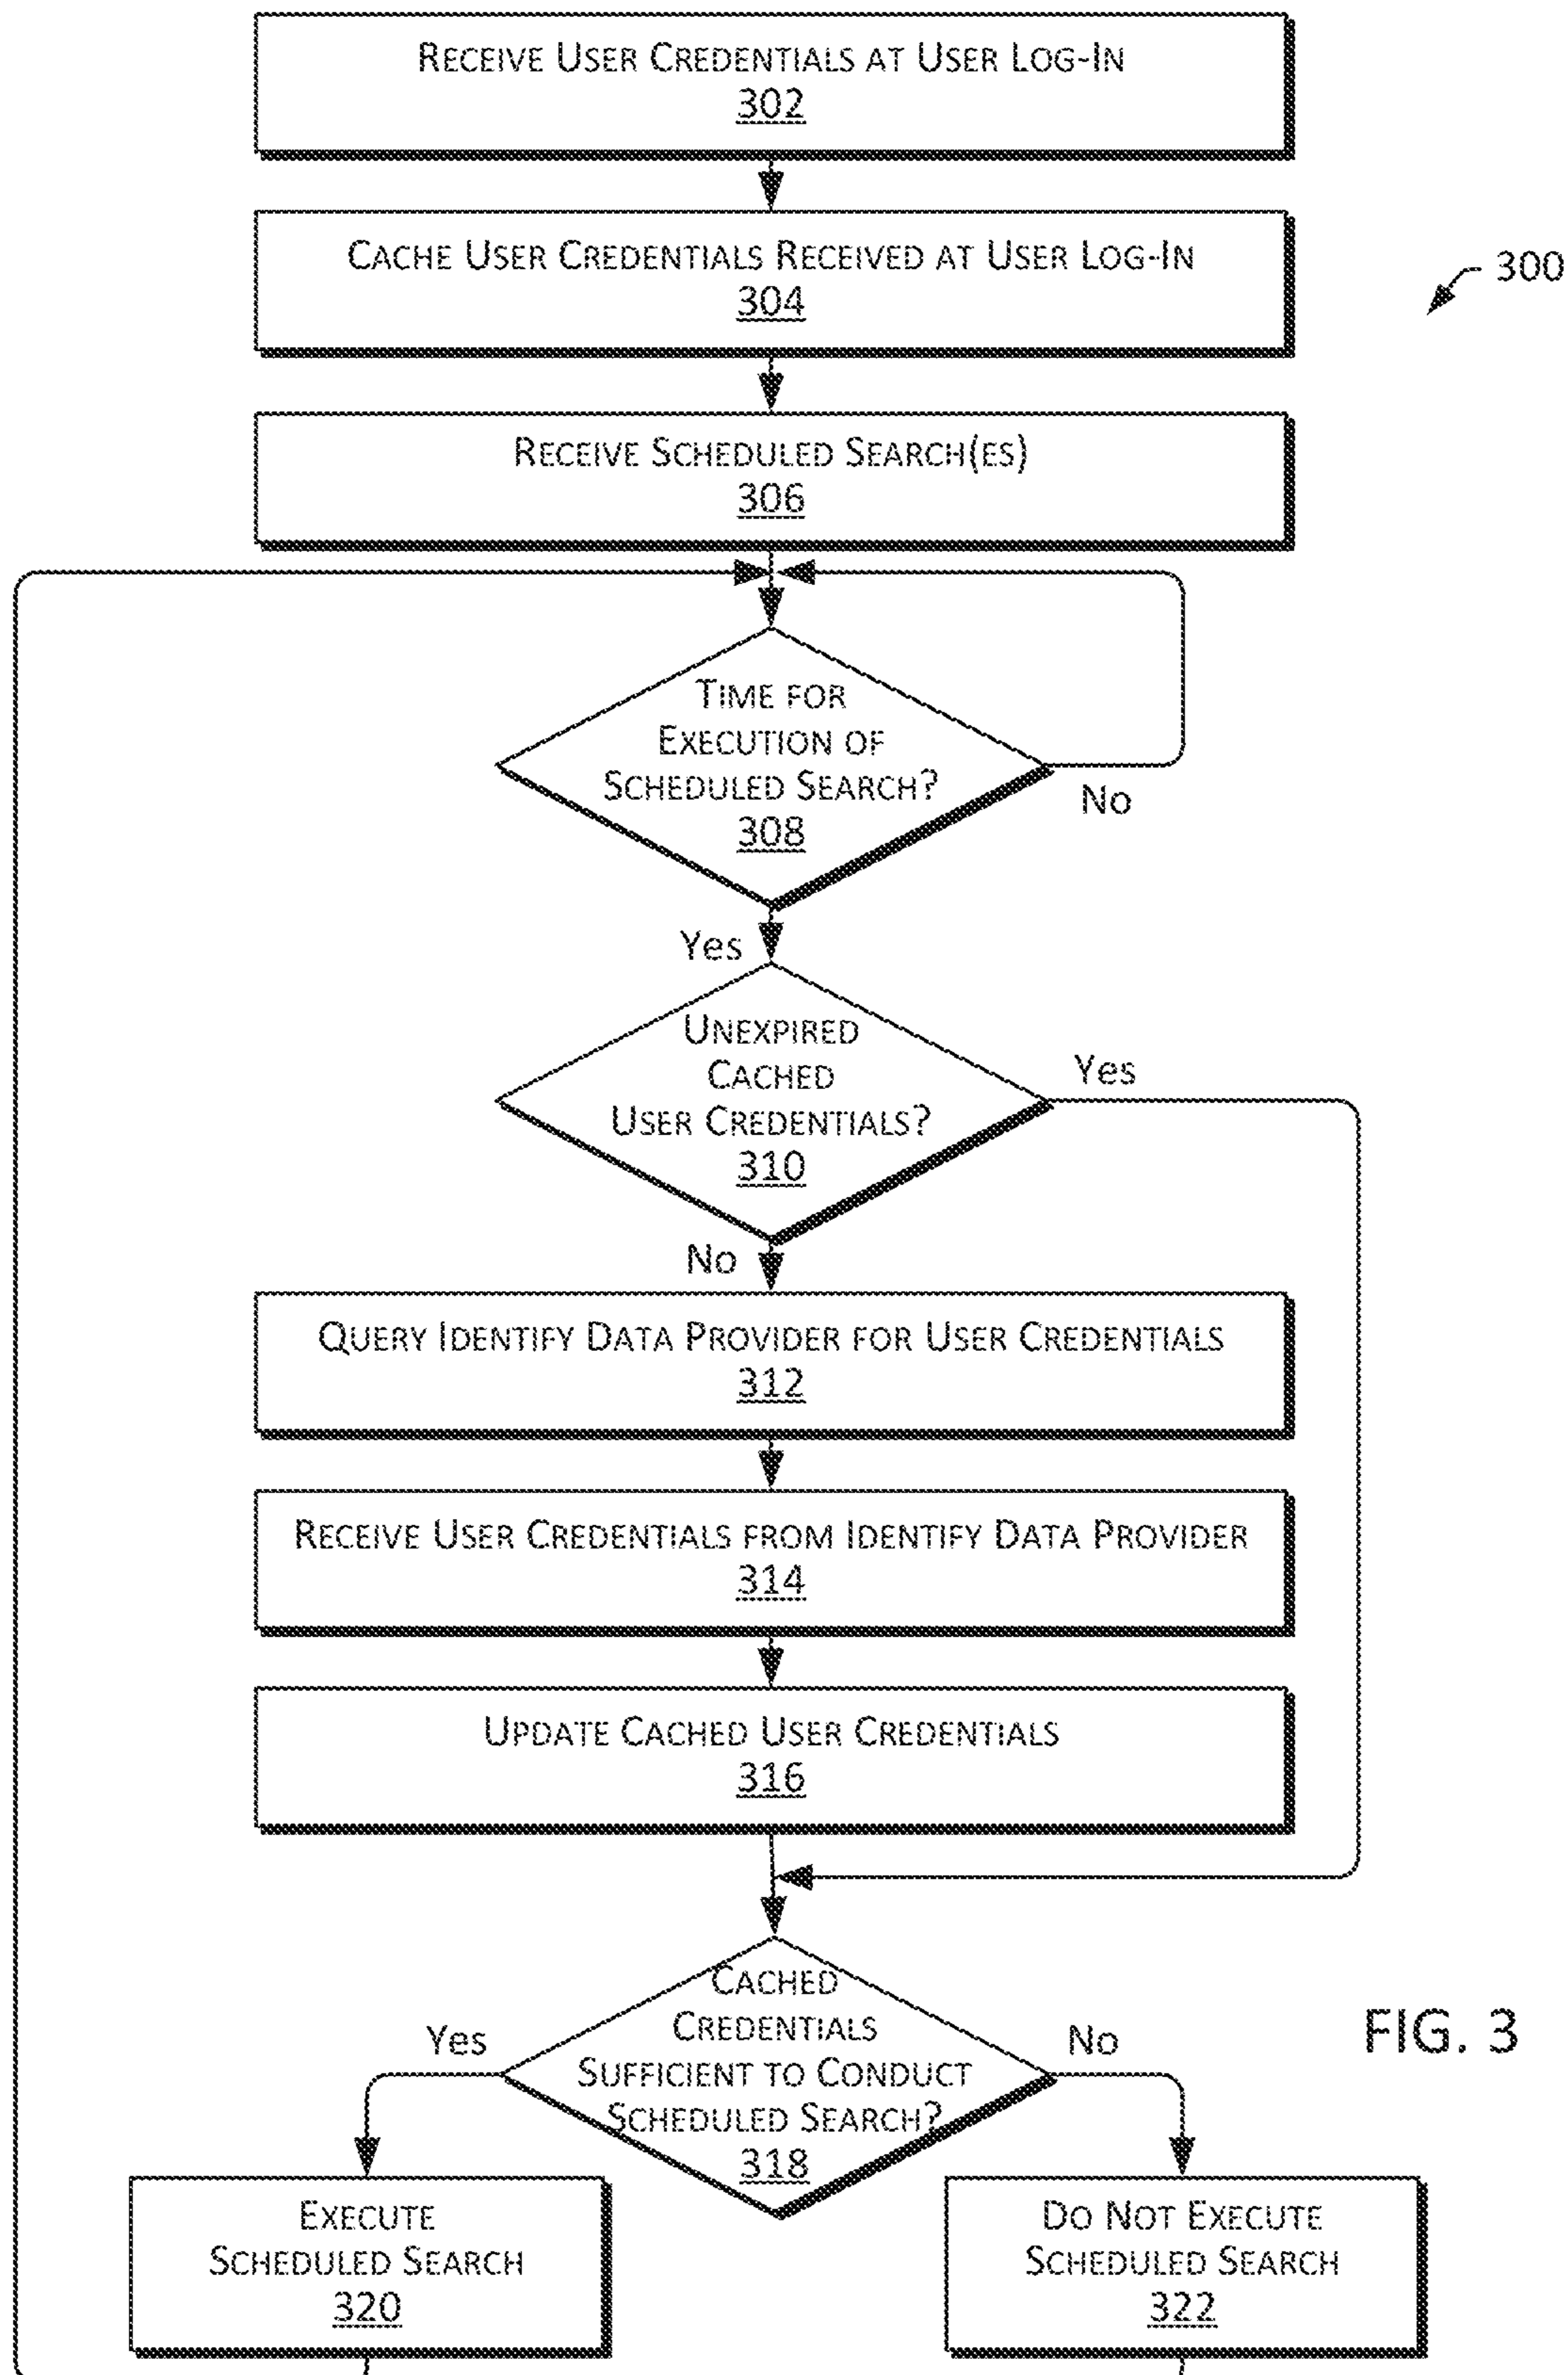 RECEIVE USER CREDENTIALS AT USER LOG-IN
302
CACHE USER CREDENTIALS RECEIVED AT USER LOG-IN
304
300
RECEIVE SCHEDULED SEARCH(ES)
306
TIME FOR
EXECUTION OF
SCHEDULED SEARCH?
308
No
Yes
UNEXPIRED
CACHED
USER CREDENTIALS?
310
Yes
No
QUERY IDENTIFY DATA PROVIDER FOR USER CREDENTIALS
312
RECEIVE USER CREDENTIALS FROM IDENTIFY DATA PROVIDER
314
UPDATE CACHED USER CREDENTIALS
316
CACHED
CREDENTIALS
SUFFICIENT TO CONDUCT
SCHEDULED SEARCH?
318
Yes
No
FIG. 3
EXECUTE
SCHEDULED SEARCH
320
DO NOT EXECUTE
SCHEDULED SEARCH
322